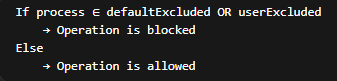 If process ∈ defaultExcluded OR userExcluded
→ Operation is blocked
Else
→ Operation is allowed